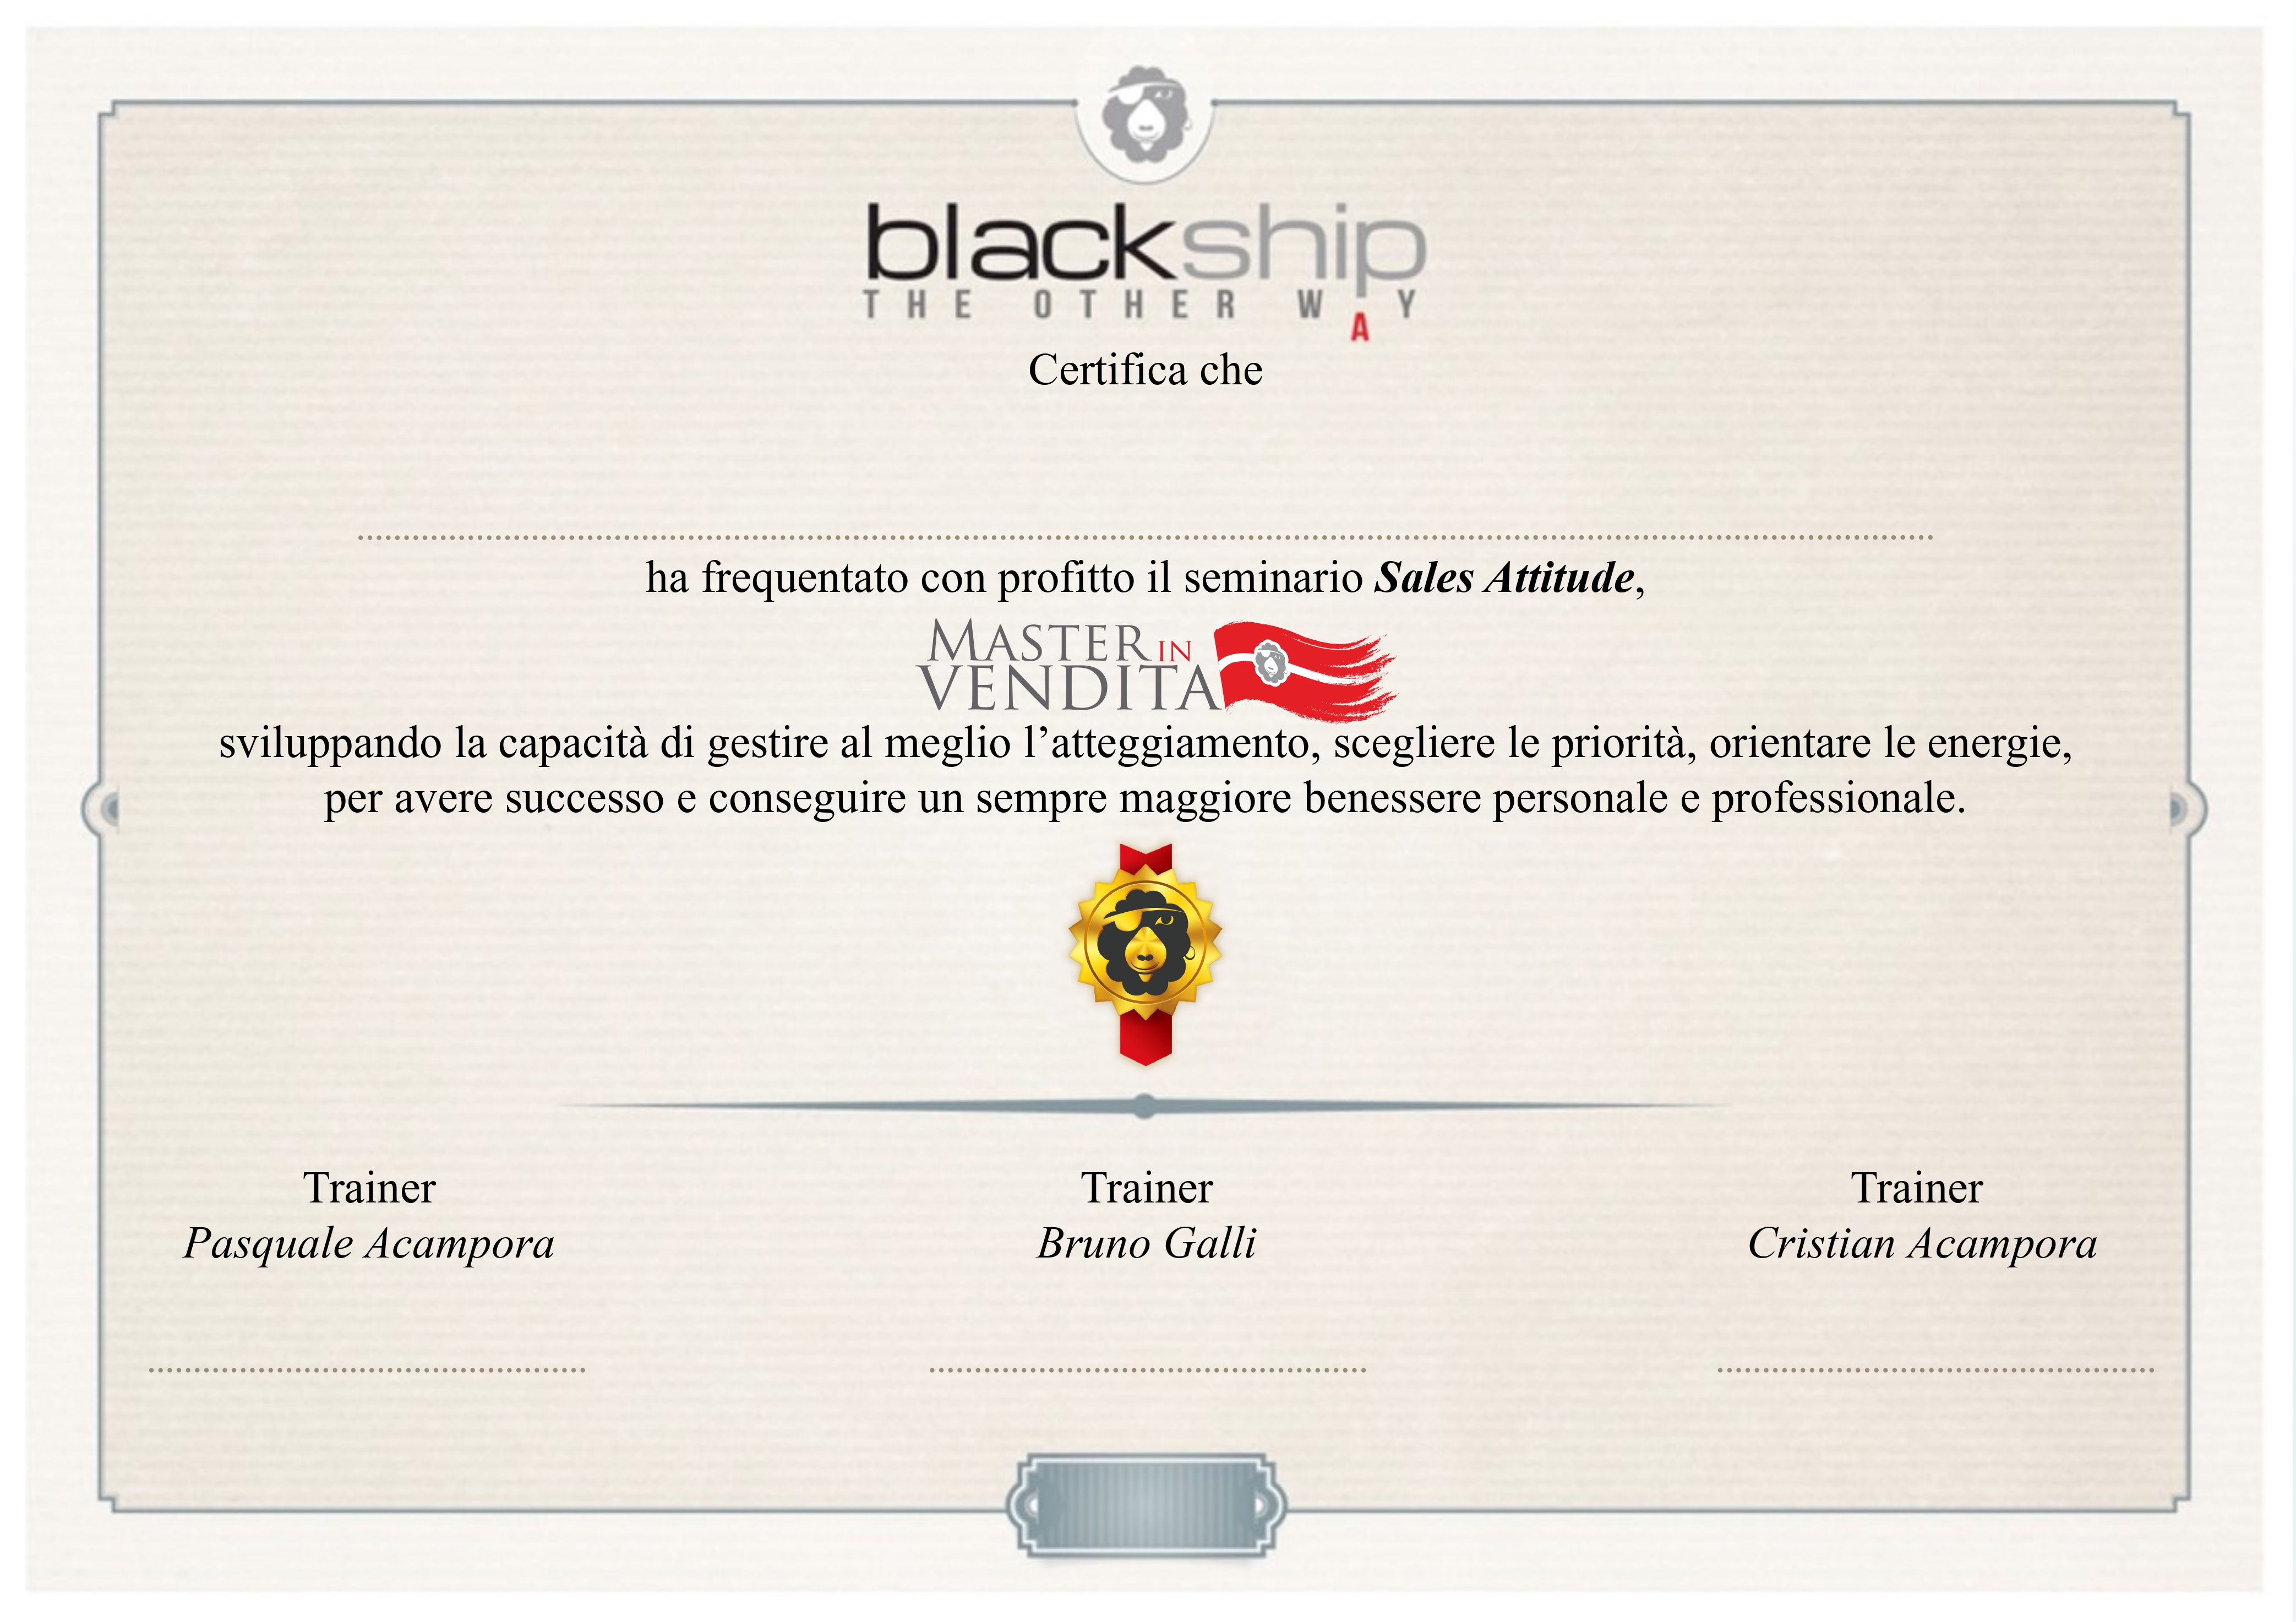 blackship
THE OTHER WAY
Certifica che
ha frequentato con profitto il seminario Sales Attitude,
MASTER IN
VENDITA
sviluppando la capacità di gestire al meglio l’atteggiamento, scegliere le priorità, orientare le energie,
per avere successo e conseguire un sempre maggiore benessere personale e professionale.
Trainer
Pasquale Acampora
Trainer
Bruno Galli
Trainer
Cristian Acampora